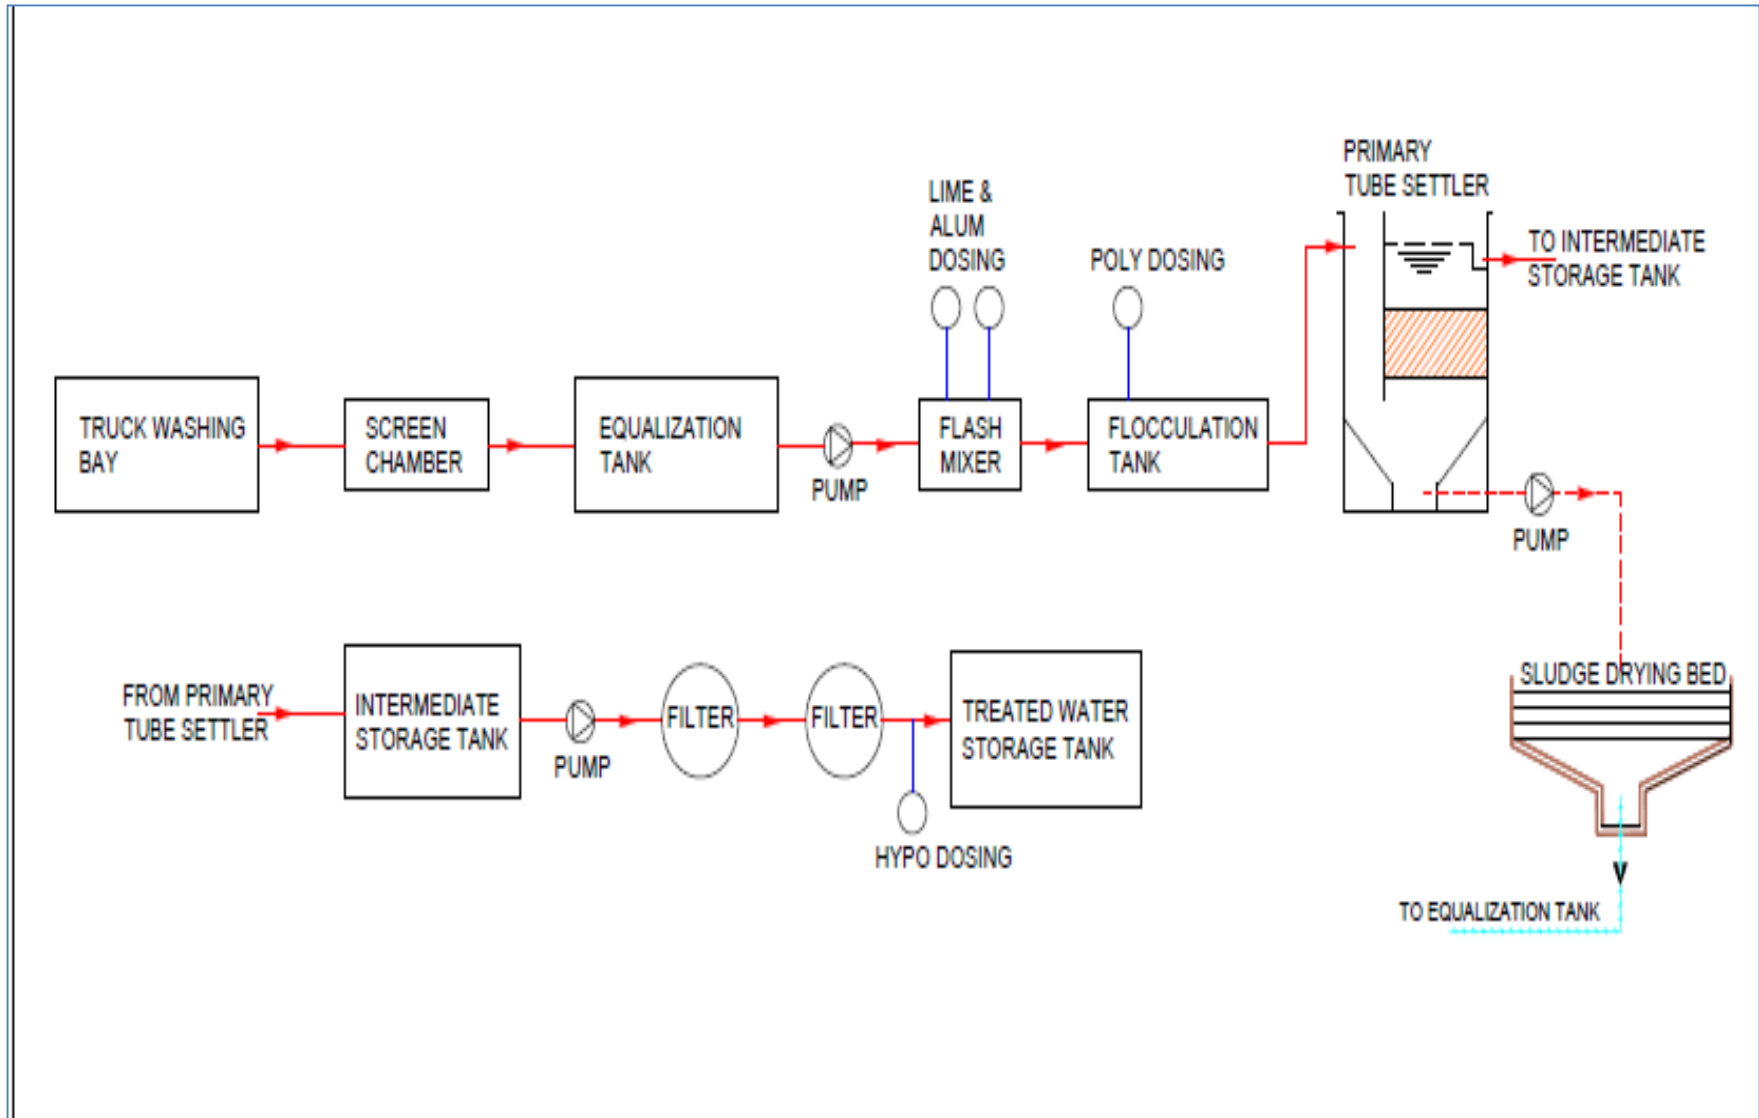 PRIMARY
TUBE SETTLER
LIME &
ALUM
DOSING
POLY DOSING
TO INTERMEDIATE
STORAGE TANK
TRUCK WASHING
BAY
SCREEN
CHAMBER
EQUALIZATION
TANK
PUMP
FLASH
MIXER
FLOCCULATION
TANK
PUMP
FROM PRIMARY
TUBE SETTLER
INTERMEDIATE
STORAGE TANK
PUMP
FILTER
FILTER
TREATED WATER
STORAGE TANK
HYPO DOSING
SLUDGE DRYING BED
TO EQUALIZATION TANK